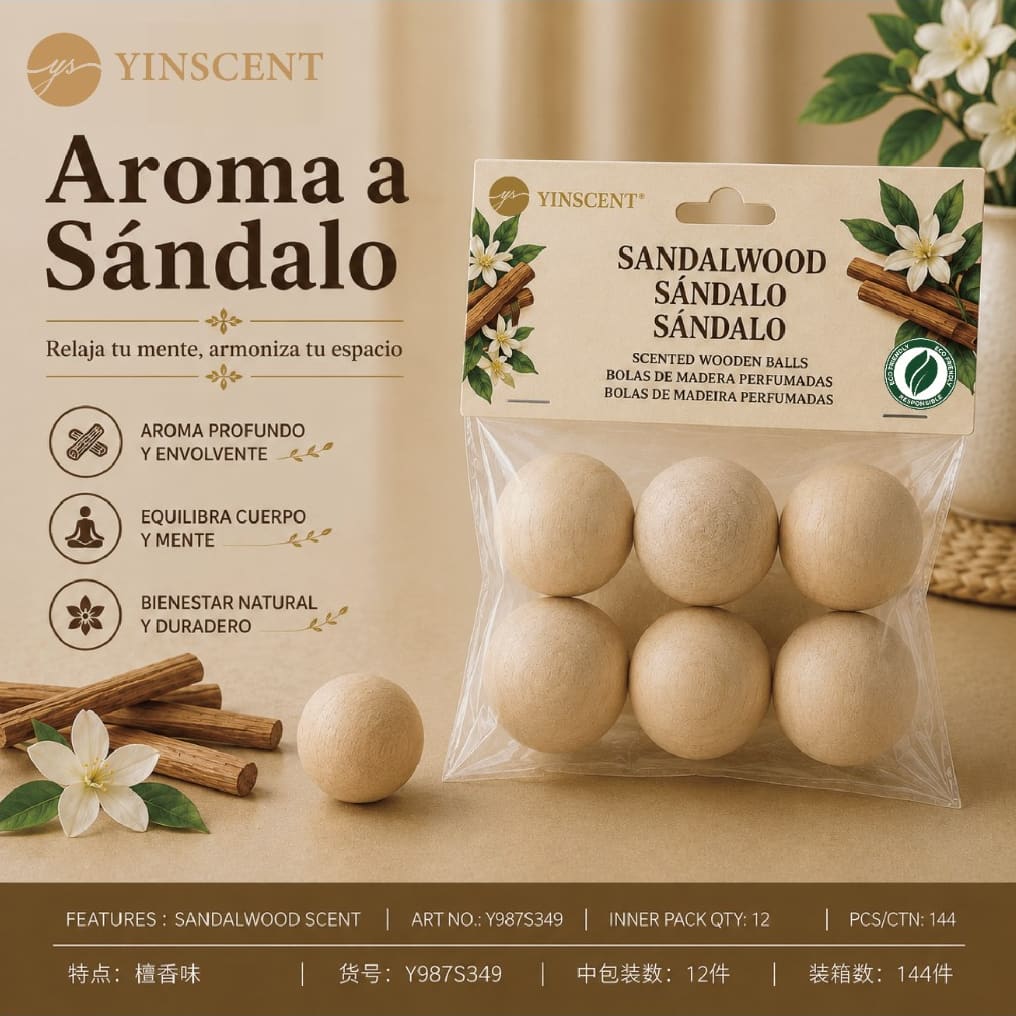 ys YINSCENT
Aroma a
Sándalo
Relaja tu mente, armoniza tu espacio
AROMA PROFUNDO
Y ENVOLVENTE
EQUILIBRA CUERPO
Y MENTE
BIENESTAR NATURAL
Y DURADERO
ys YINSCENT®
SANDALWOOD
SÁNDALO
SÁNDALO
SCENTED WOODEN BALLS
BOLAS DE MADERA PERFUMADAS
BOLAS DE MADEIRA PERFUMADAS
ECO FRIENDLY
ECO FRIENDLY
RESPONSIBLE
FEATURES : SANDALWOOD SCENT | ART NO.: Y987S349 | INNER PACK QTY: 12 | PCS/CTN: 144
特点：檀香味 | 货号：Y987S349 | 中包装数：12件 | 装箱数：144件